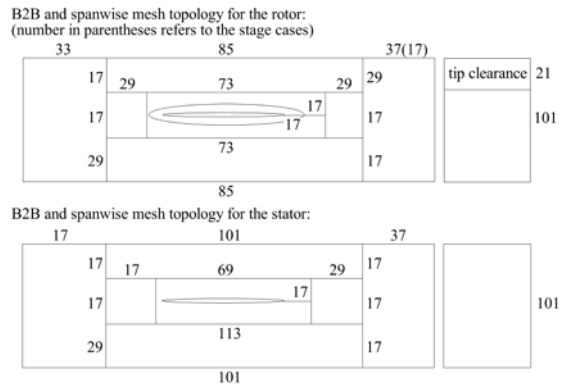 B2B and spanwise mesh topology for the rotor:
(number in parentheses refers to the stage cases)
33 85 37(17)
17 29 73 29 29 tip clearance 21
17 17 17 101
17
29 73 17
85
B2B and spanwise mesh topology for the stator:
17 101 37
17 17 69 29 17
17 17 17 101
113
29 17
101